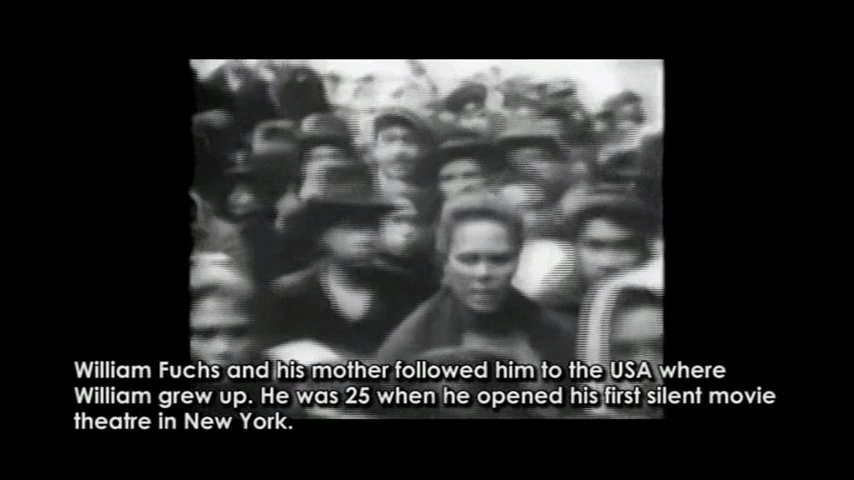 William Fuchs and his mother followed him to the USA where
William grew up. He was 25 when he opened his first silent movie
theatre in New York.